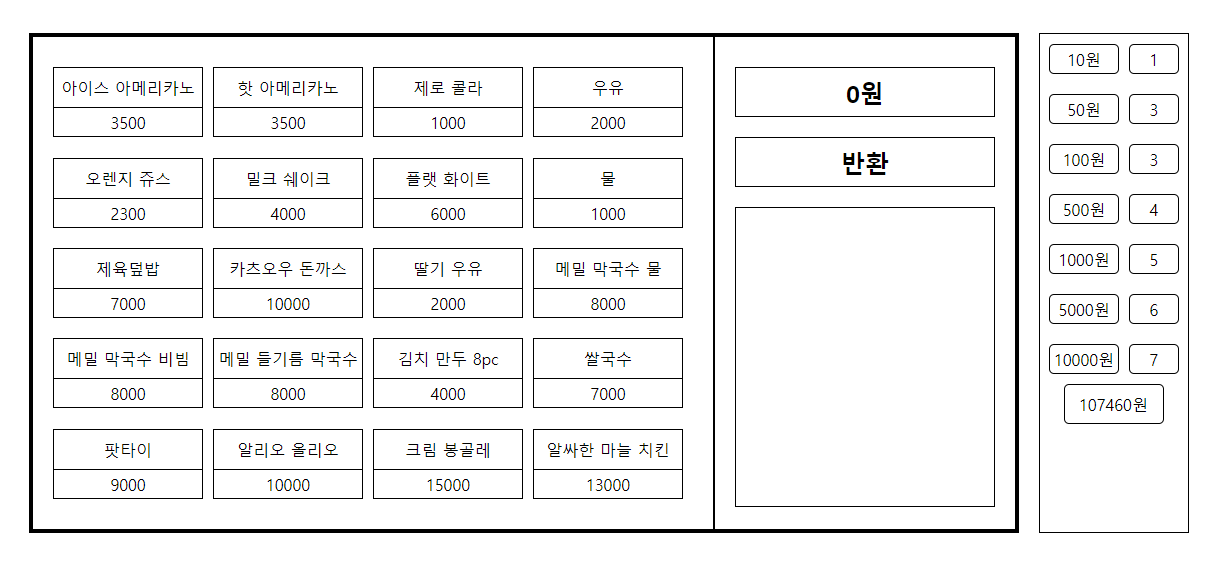 아이스 아메리카노 핫 아메리카노 제로 콜라 우유
3500 3500 1000 2000
오렌지 쥬스 밀크 쉐이크 플랫 화이트 물
2300 4000 6000 1000
제육덮밥 카츠오우 돈까스 딸기 우유 메밀 막국수 물
7000 10000 2000 8000
메밀 막국수 비빔 메밀 들기름 막국수 김치 만두 8pc 쌀국수
8000 8000 4000 7000
팟타이 알리오 올리오 크림 봉골레 알싸한 마늘 치킨
9000 10000 15000 13000
0원
반환
10원 1
50원 3
100원 3
500원 4
1000원 5
5000원 6
10000원 7
107460원